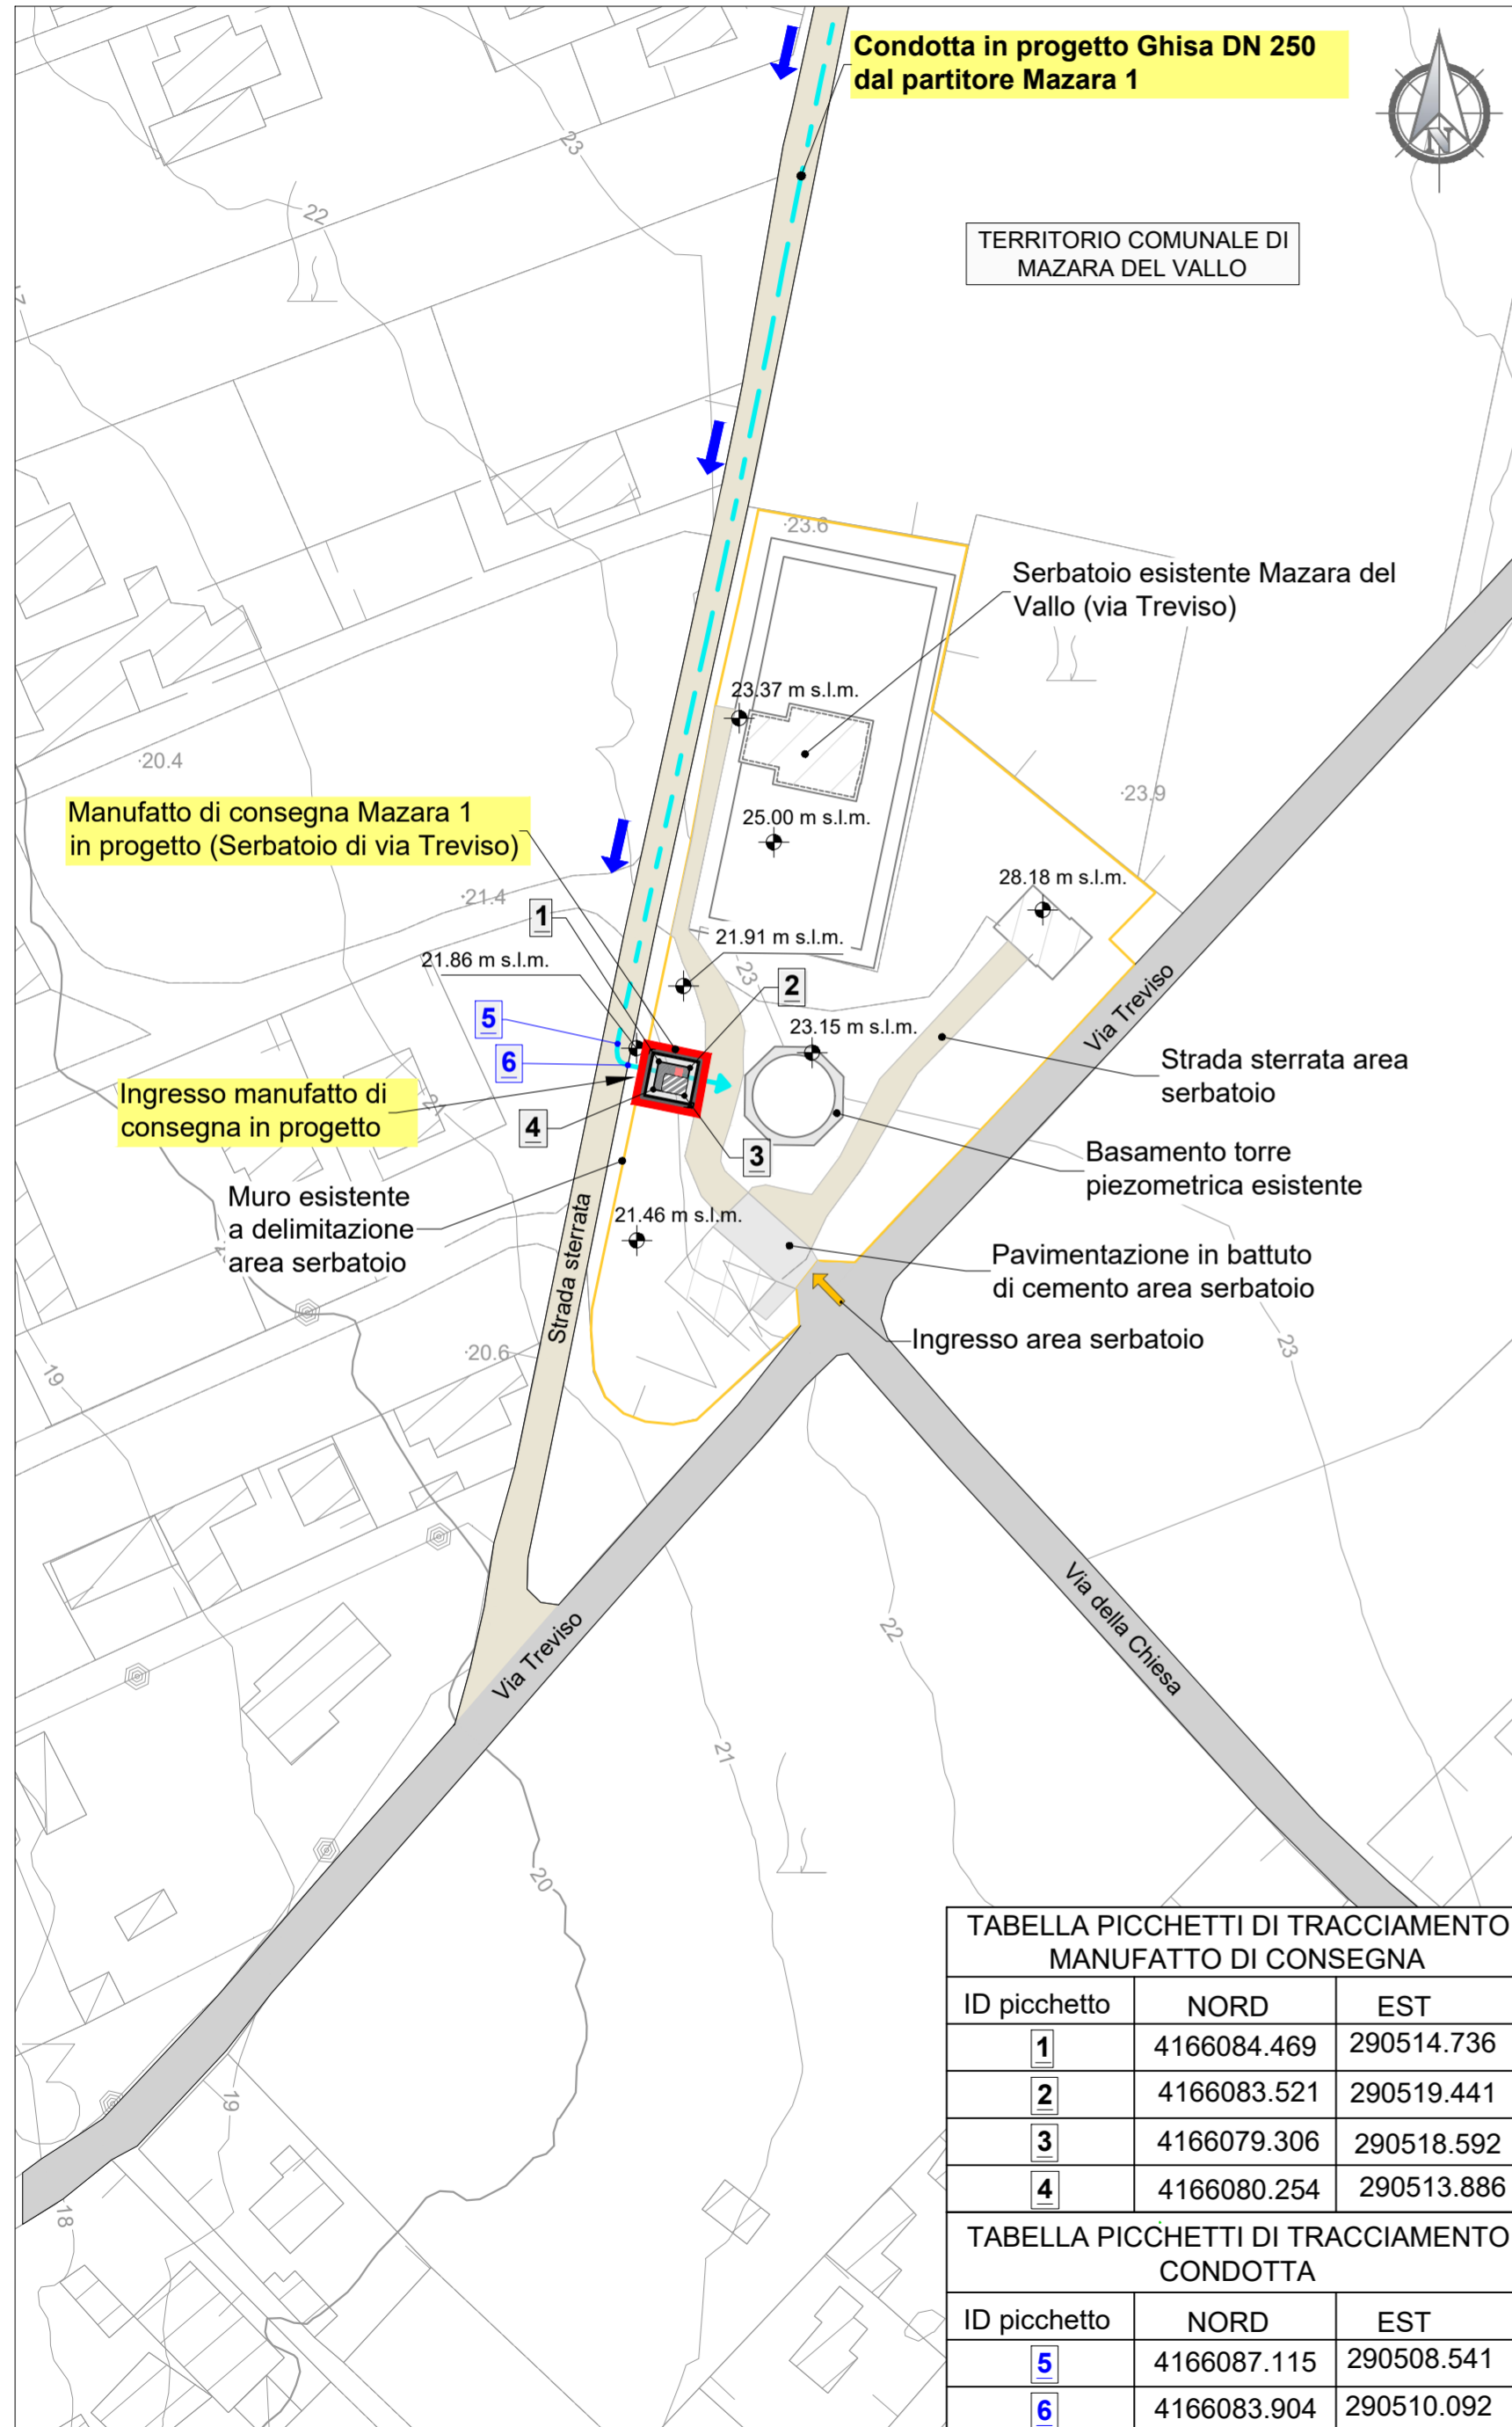 Condotta in progetto Ghisa DN 250
dal partitore Mazara 1
N
TERRITORIO COMUNALE DI
MAZARA DEL VALLO
23
22
23.6
Serbatoio esistente Mazara del
Vallo (via Treviso)
23.37 m s.l.m.
20.4
23.9
Manufatto di consegna Mazara 1
in progetto (Serbatoio di via Treviso)
25.00 m s.l.m.
28.18 m s.l.m.
21.4
1
21.91 m s.l.m.
21.86 m s.l.m.
23
2
5
23.15 m s.l.m.
Via Treviso
6
Strada sterrata area
serbatoio
Ingresso manufatto di
consegna in progetto
21
4
3
Basamento torre
piezometrica esistente
Muro esistente
a delimitazione
area serbatoio
21.46 m s.l.m.
Strada sterrata
Pavimentazione in battuto
di cemento area serbatoio
Ingresso area serbatoio
20.6
19
23
Via Treviso
22
Via della Chiesa
21
20
19
18
TABELLA PICCHETTI DI TRACCIAMENTO
MANUFATTO DI CONSEGNA
ID picchetto NORD EST
1 4166084.469 290514.736
2 4166083.521 290519.441
3 4166079.306 290518.592
4 4166080.254 290513.886
TABELLA PICCHETTI DI TRACCIAMENTO
CONDOTTA
ID picchetto NORD EST
5 4166087.115 290508.541
6 4166083.904 290510.092